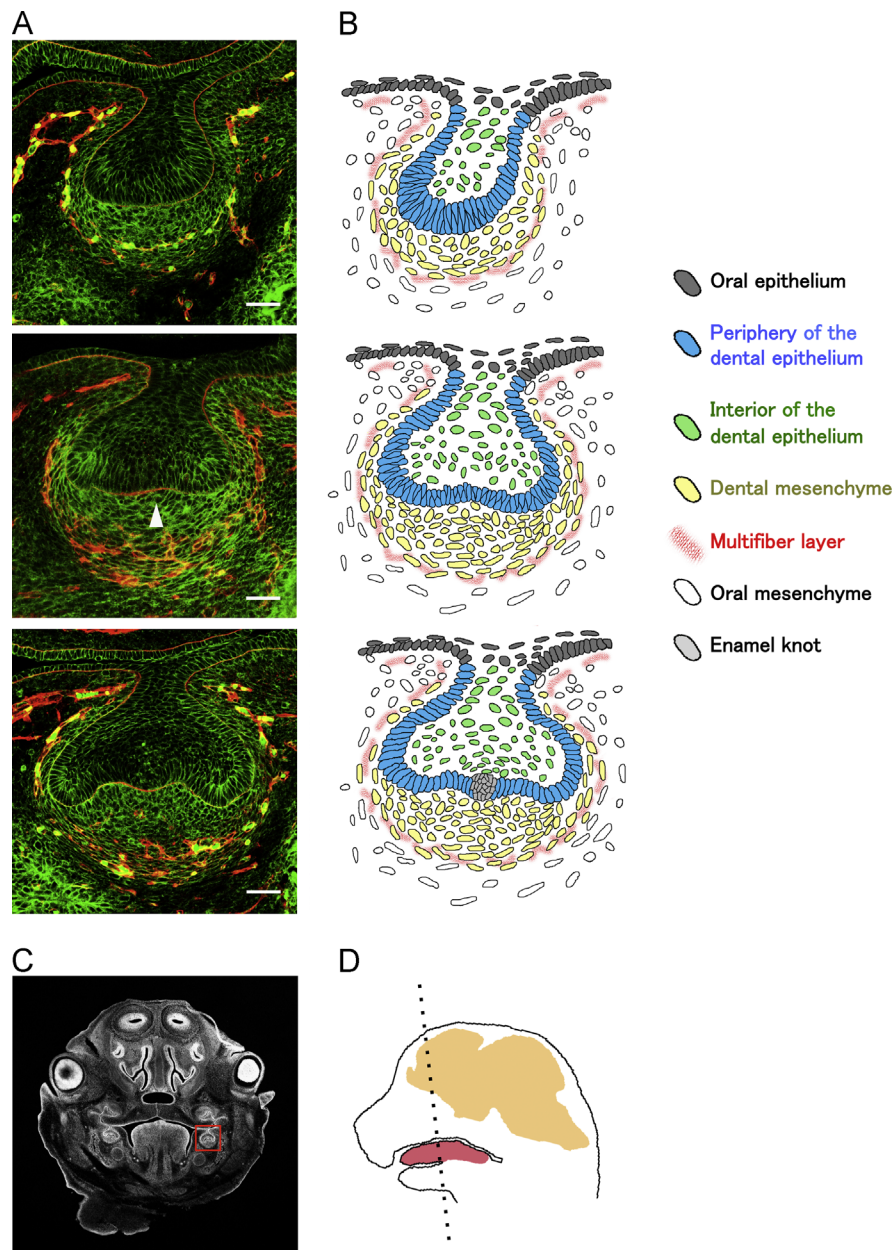 A
B
Oral epithelium
Periphery of the
dental epithelium
Interior of the
dental epithelium
Dental mesenchyme
Multifiber layer
Oral mesenchyme
Enamel knot
C
D